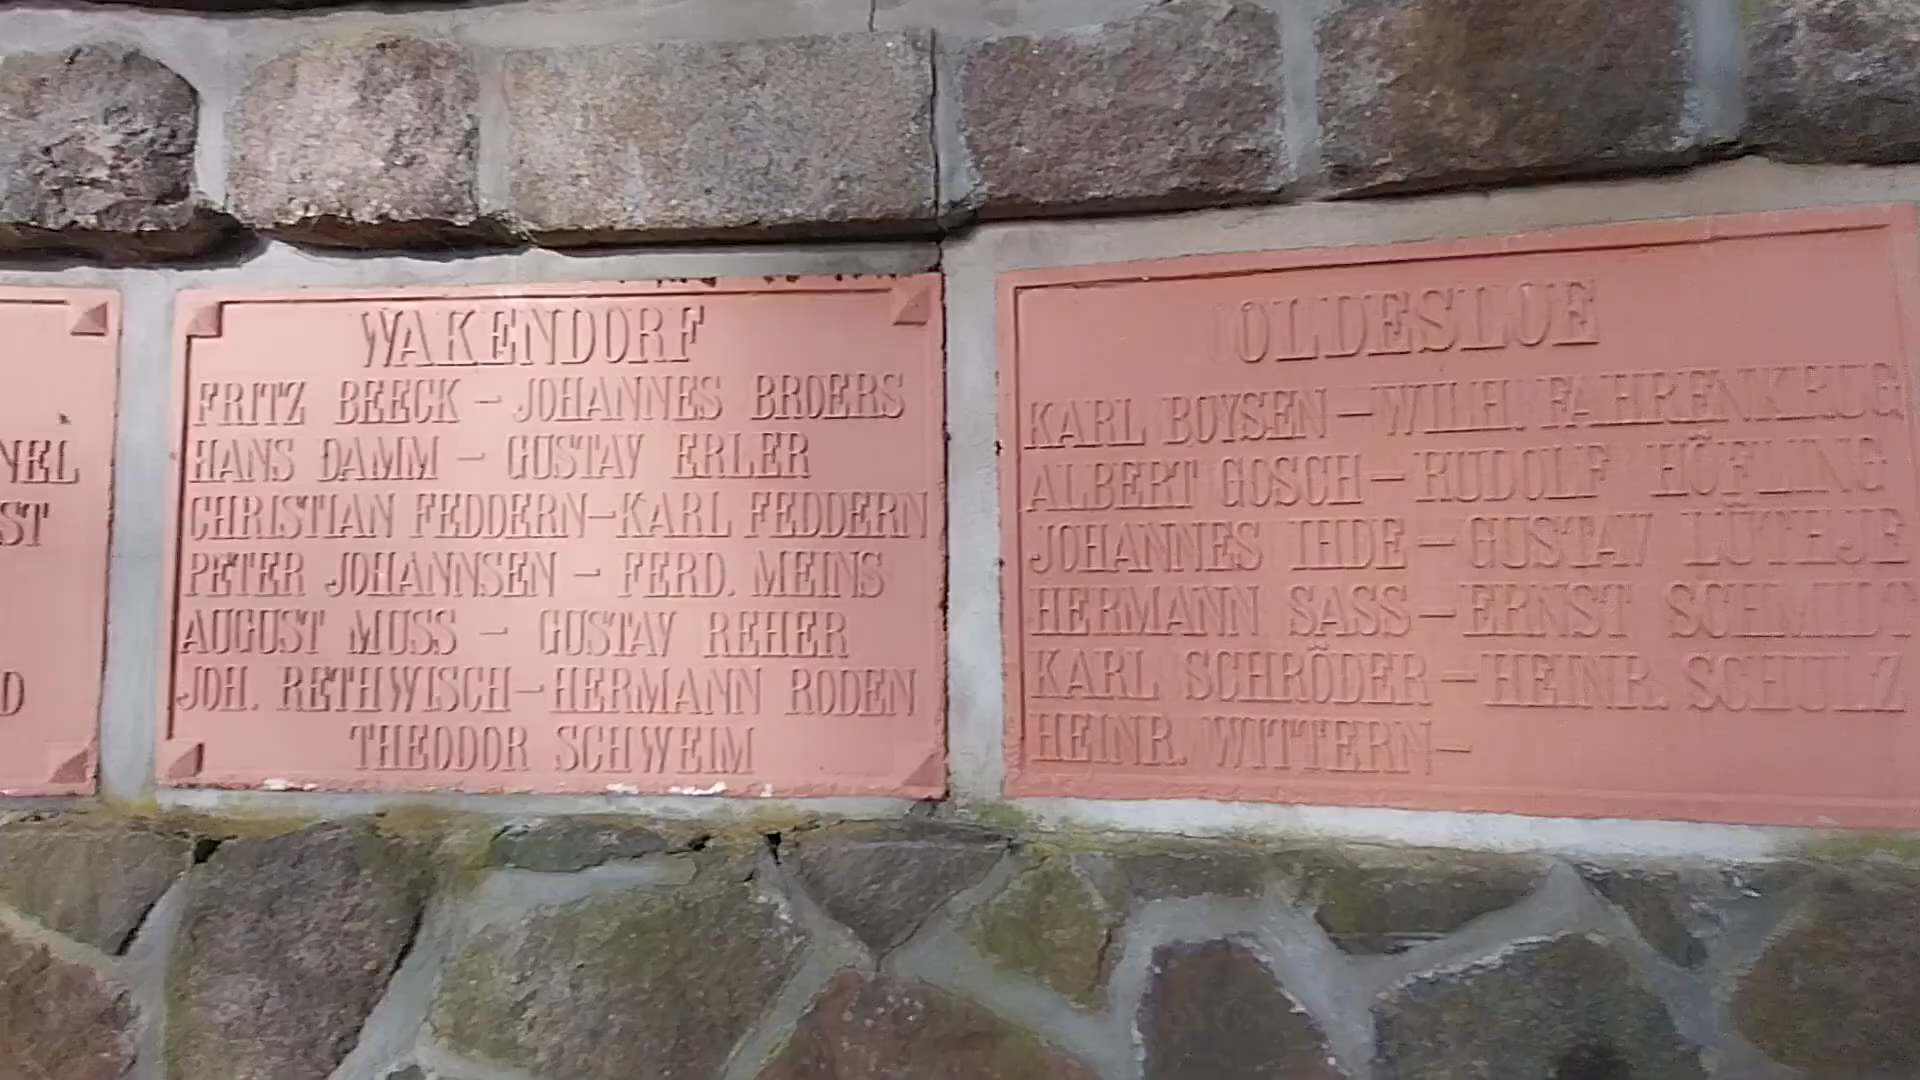 NEL
ST
D
WAKENDORF
FRITZ BEECK – JOHANNES BROERS
HANS DAMM – GUSTAV ERLER
CHRISTIAN FEDDERN–KARL FEDDERN
PETER JOHANNSEN – FERD. MEINS
AUGUST MUSS – GUSTAV REHER
JOH. RETHWISCH–HERMANN RODEN
THEODOR SCHWEIM
OLDESLOE
KARL BOYSEN–WILH. FAHRENKRUG
ALBERT GOSCH–RUDOLF HÖFLING
JOHANNES IHDE–GUSTAV LÜTHJE
HERMANN SASS–ERNST SCHMIDT
KARL SCHRÖDER–HEINR. SCHULZ
HEINR. WITTERN–